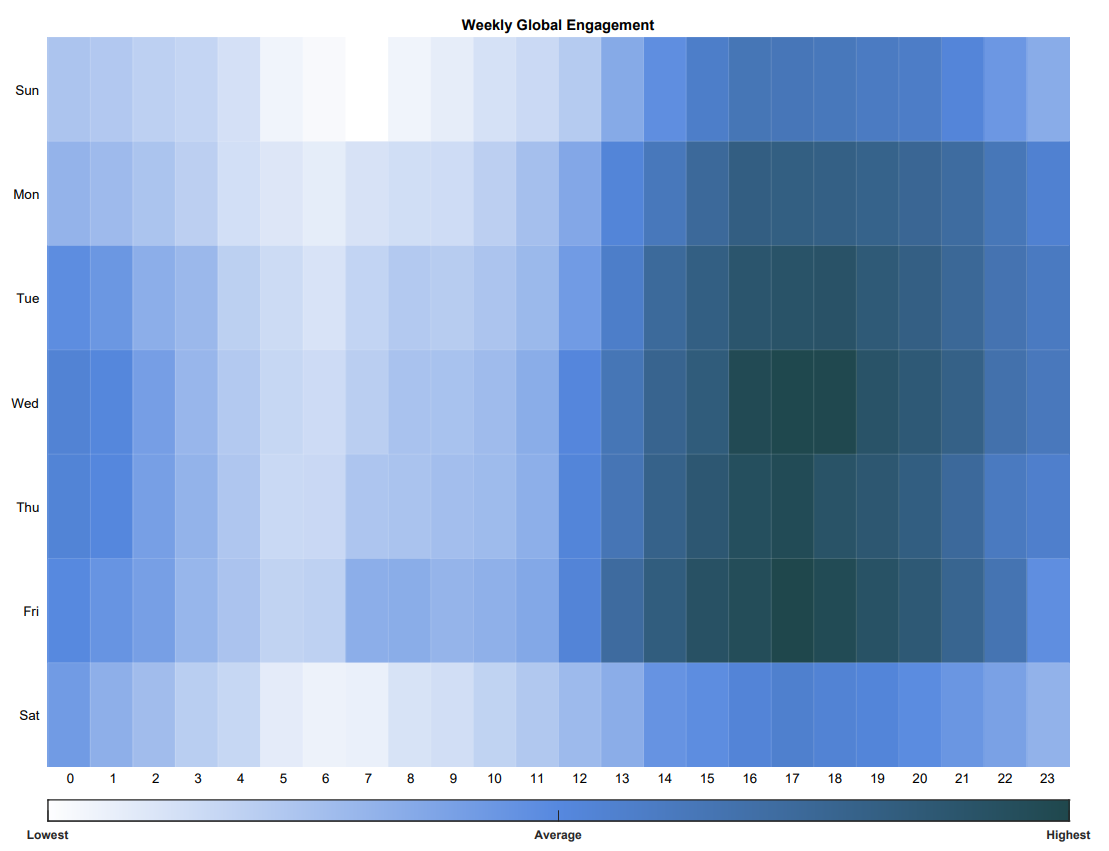 Weekly Global Engagement
Sun
Mon
Tue
Wed
Thu
Fri
Sat
0 1 2 3 4 5 6 7 8 9 10 11 12 13 14 15 16 17 18 19 20 21 22 23
Lowest Average Highest